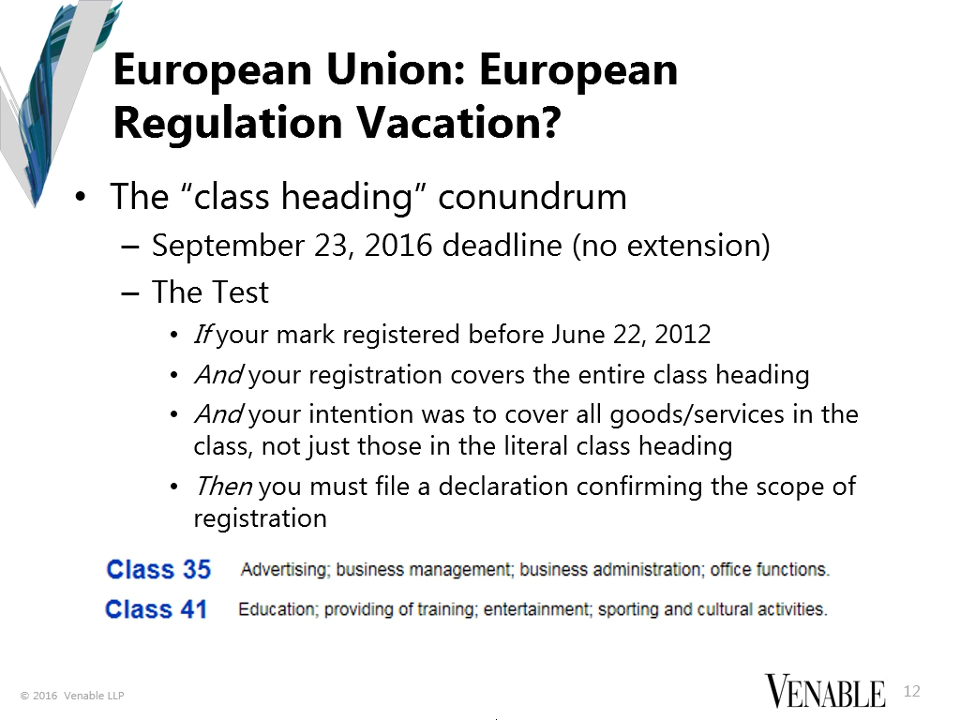 European Union: European
Regulation Vacation?
• The “class heading” conundrum
– September 23, 2016 deadline (no extension)
– The Test
• If your mark registered before June 22, 2012
• And your registration covers the entire class heading
• And your intention was to cover all goods/services in the
class, not just those in the literal class heading
• Then you must file a declaration confirming the scope of
registration
Class 35 Advertising; business management; business administration; office functions.
Class 41 Education; providing of training; entertainment; sporting and cultural activities.
© 2016 Venable LLP
VENABLE LLP
12